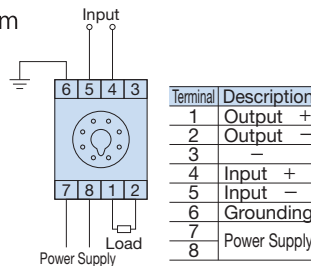 m
Input
6 5 4 3
7 8 1 2
Load
Power Supply
Terminal Description
1 Output +
2 Output −
3 −
4 Input +
5 Input −
6 Grounding
7
8 Power Supply